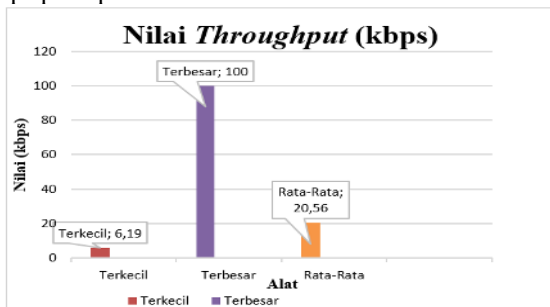 Nilai Throughput (kbps)
120
100
80
60
40
20
0
Nilai (kbps)
Terbesar; 100
Rata-Rata;
20,56
Terkecil; 6,19
Terkecil Terbesar Rata-Rata
Alat
Terkecil Terbesar